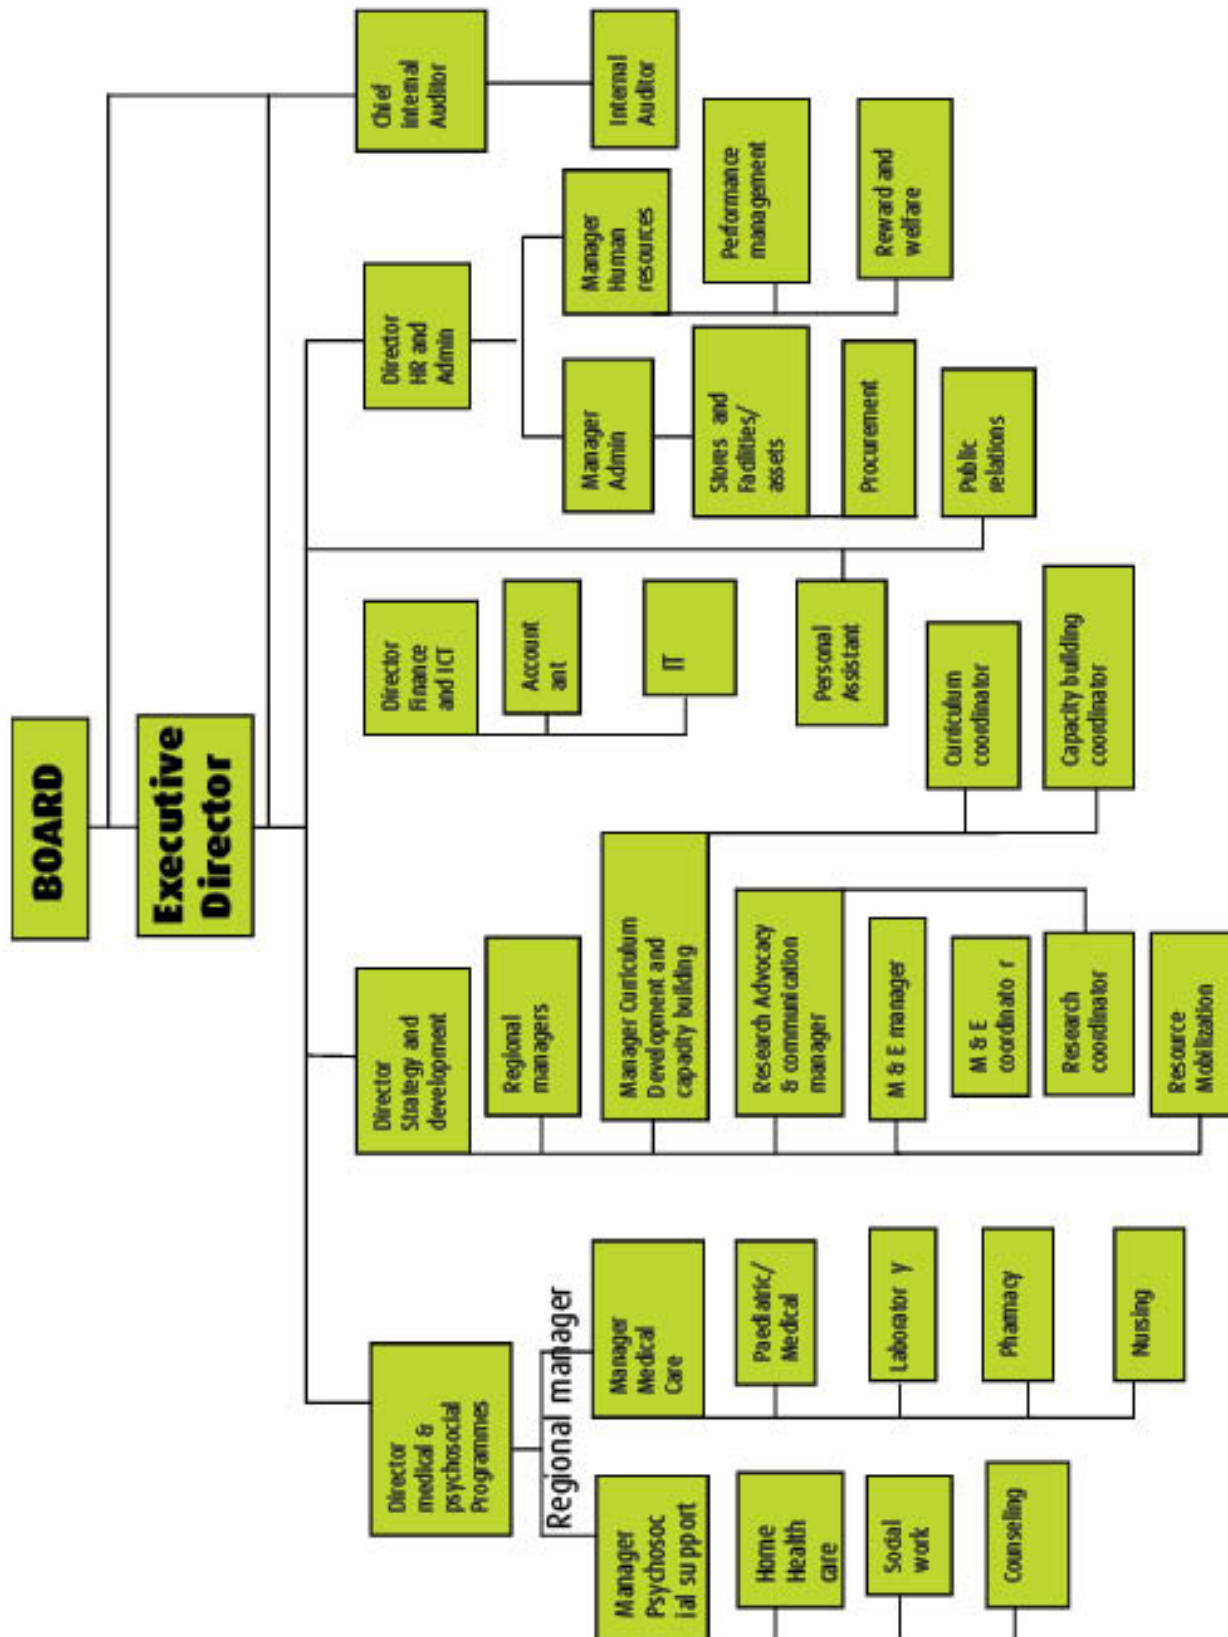 BOARD
Executive
Director
Director
medical &
psychosocial
Programmes
Director
Strategy and
development
Director
Finance
and ICT
Director
HR and
Admin
Chief
internal
Auditor
Regional manager
Manager
Psychosoc
ial su pport
Home
Health
care
Social
work
Counseling
Manager
Medical
Care
Paediatric/
Medical
Laborator y
Pharmacy
Nursing
Regional
managers
Manager Curiculum
Development and
capacity building
Research Advocacy
& communication
manager
M & E manager
M & E
coordinato r
Research
coordinator
Resource
Mobilization
Curiculum
coordinator
Capacity building
coordinator
Account
ant
IT
Personal
Assistant
Public
relations
Manager
Admin
Stores and
Facilities/
assets
Procurement
Manager
Human
resources
Performance
management
Reward and
welfare
Internal
Auditor